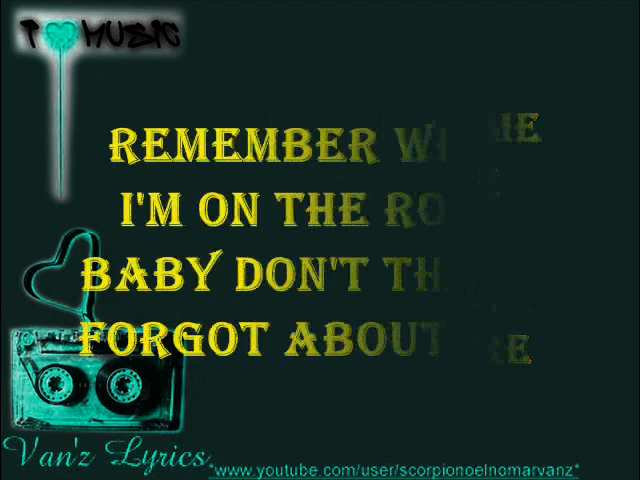 I MUSIC
REMEMBER
I'M ON THE
BABY DON'T
FORGOT ABOUT
Van'z Lyrics
*www.youtube.com/user/scorpionoelnomarvanz*